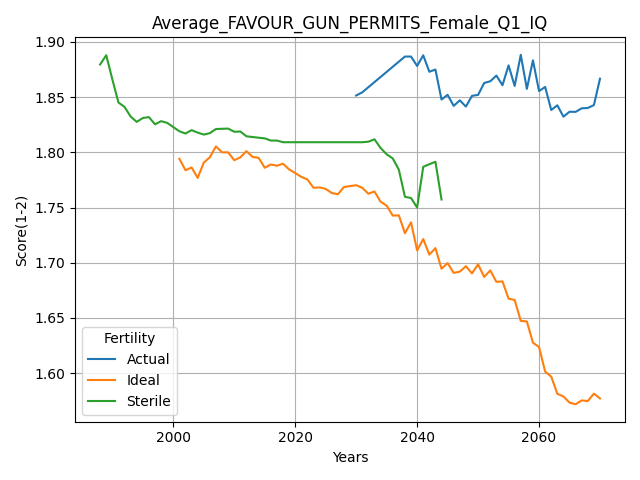 Average_FAVOUR_GUN_PERMITS_Female_Q1_IQ
1.90
1.85
1.80
1.75
1.70
1.65
1.60
Score(1-2)
Fertility
Actual
Ideal
Sterile
2000
2020
2040
2060
Years